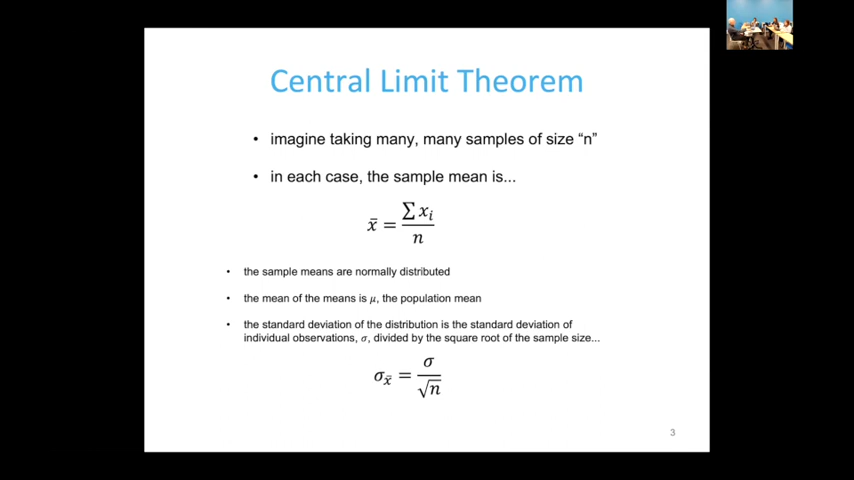 Central Limit Theorem
• imagine taking many, many samples of size “n”
• in each case, the sample mean is...
x̄ = ∑ xᵢ / n
• the sample means are normally distributed
• the mean of the means is μ, the population mean
• the standard deviation of the distribution is the standard deviation of
individual observations, σ, divided by the square root of the sample size...
σ_x̄ = σ / √n
3